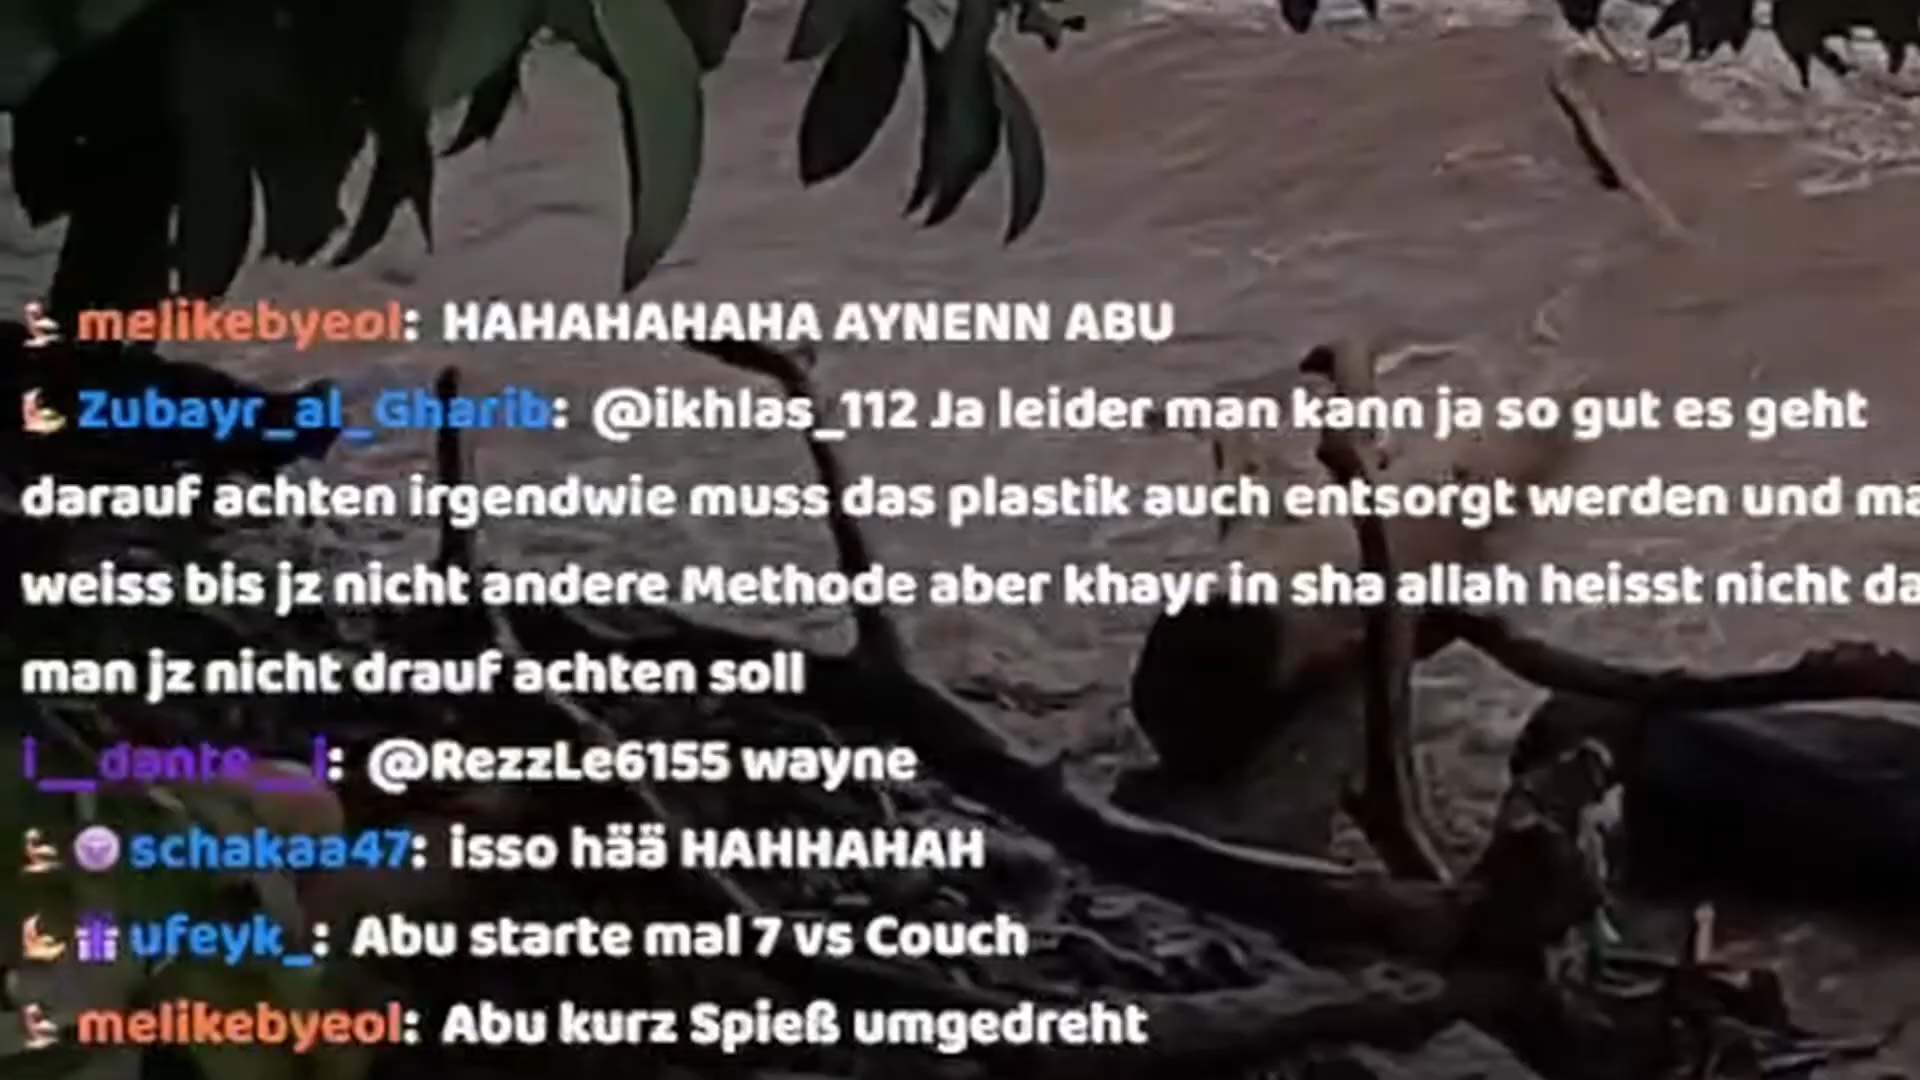 melikebyeol: HAHAHAHAHA AYNENN ABU
Zubayr_al_Gharib: @ikhlas_112 Ja leider man kann ja so gut es geht
darauf achten irgendwie muss das plastik auch entsorgt werden und
weiss bis jz nicht andere Methode aber khayr in sha allah heisst nicht
man jz nicht drauf achten soll
i__dante__i: @RezzLe6155 wayne
schakaa47: isso hää HAHHAHAH
ufeyk_: Abu starte mal 7 vs Couch
melikebyeol: Abu kurz Spieß umgedreht